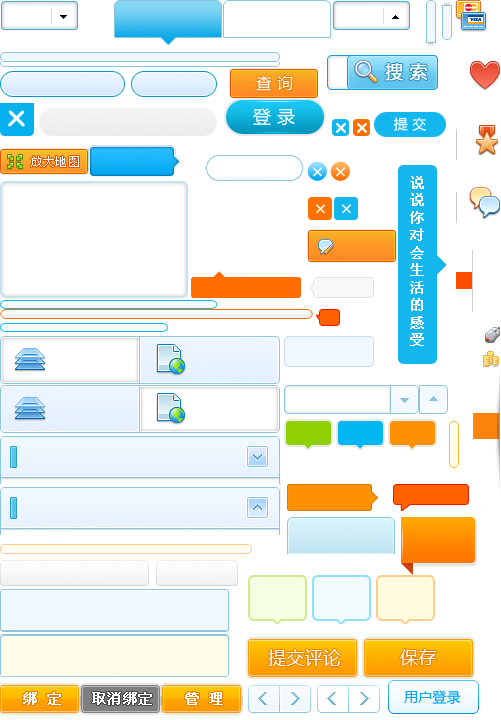 搜 索
查 询
登 录
提 交
放大地图
说说你对会生活的感受
提交评论
保存
绑 定
取消绑定
管 理
用户登录